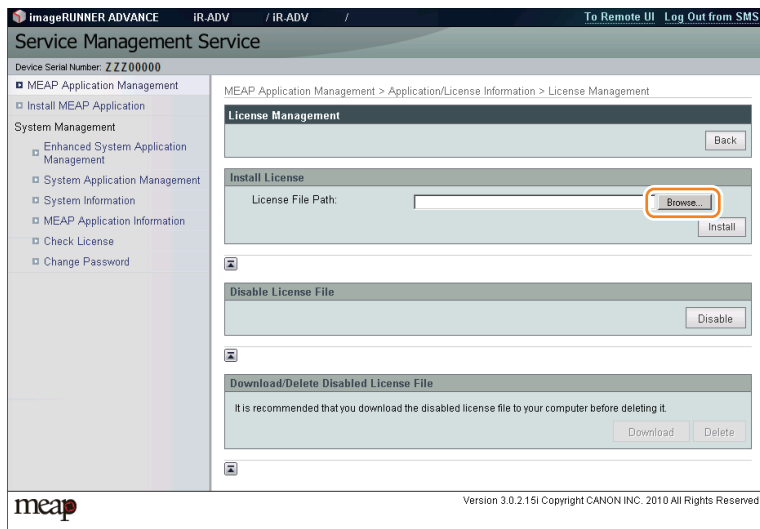 imageRUNNER ADVANCE iR-ADV / iR-ADV / To Remote UI Log Out from SMS
Service Management Service
Device Serial Number: ZZZ00000
MEAP Application Management
Install MEAP Application
System Management
Enhanced System Application
Management
System Application Management
System Information
MEAP Application Information
Check License
Change Password
MEAP Application Management > Application/License Information > License Management
License Management
Back
Install License
License File Path: Browse...
Install
Disable License File
Disable
Download/Delete Disabled License File
It is recommended that you download the disabled license file to your computer before deleting it.
Download Delete
meap
Version 3.0.2.15i Copyright CANON INC. 2010 All Rights Reserved